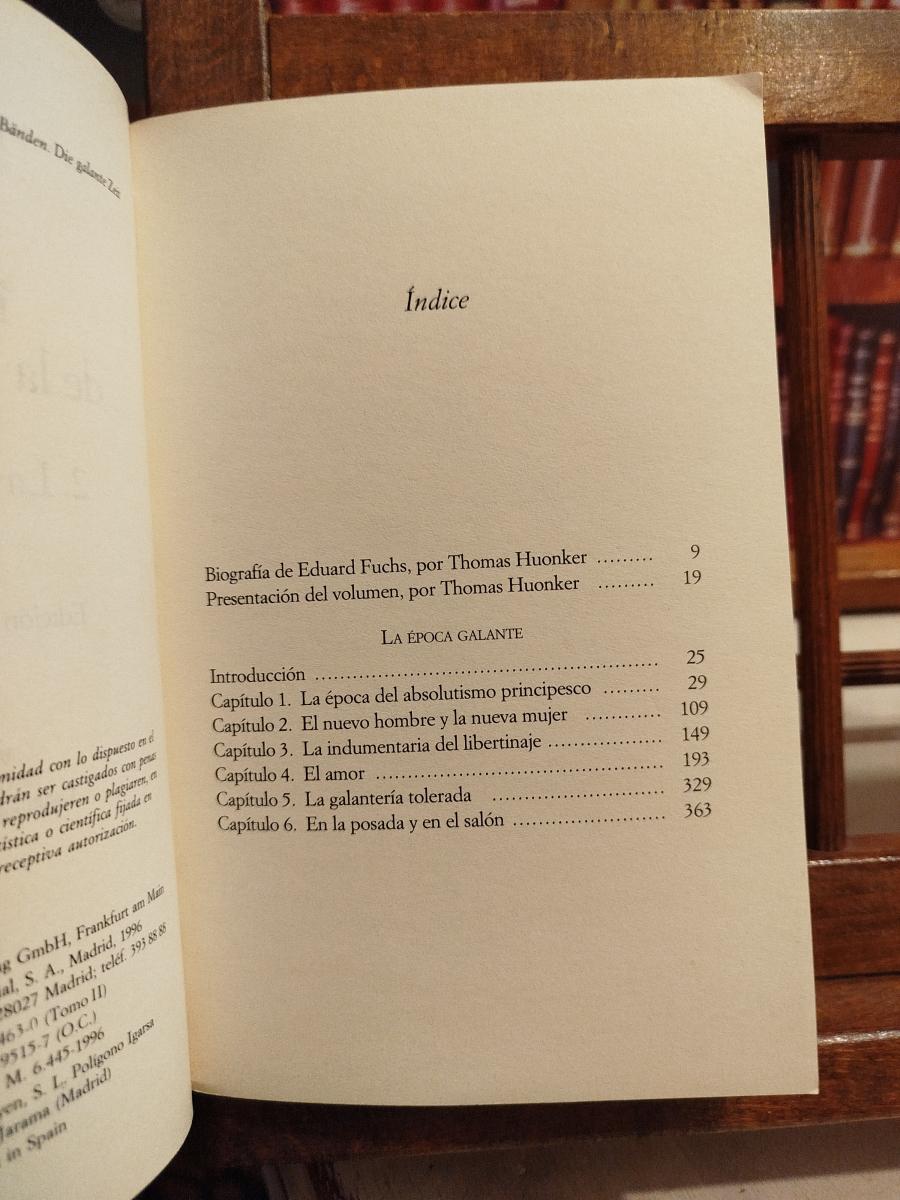 Bänden. Die galante Zeit
nidad con lo dispuesto en el
drán ser castigados con penas
reprodujeren o plagiaren, en
ística o científica fijada en
receptiva autorización.
GmbH, Frankfurt am Main
S. A., Madrid, 1996
28027 Madrid; teléf. 393 88 88
463-0 (Tomo II)
9515-7 (O.C.)
M. 6.445-1996
S. L., Polígono Igarsa
Jarama (Madrid)
in Spain
Índice
Biografía de Eduard Fuchs, por Thomas Huonker ......... 9
Presentación del volumen, por Thomas Huonker ......... 19
La época galante
Introducción ...................................................... 25
Capítulo 1. La época del absolutismo principesco ......... 29
Capítulo 2. El nuevo hombre y la nueva mujer ............ 109
Capítulo 3. La indumentaria del libertinaje .................. 149
Capítulo 4. El amor ............................................. 193
Capítulo 5. La galantería tolerada ........................... 329
Capítulo 6. En la posada y en el salón ........................ 363